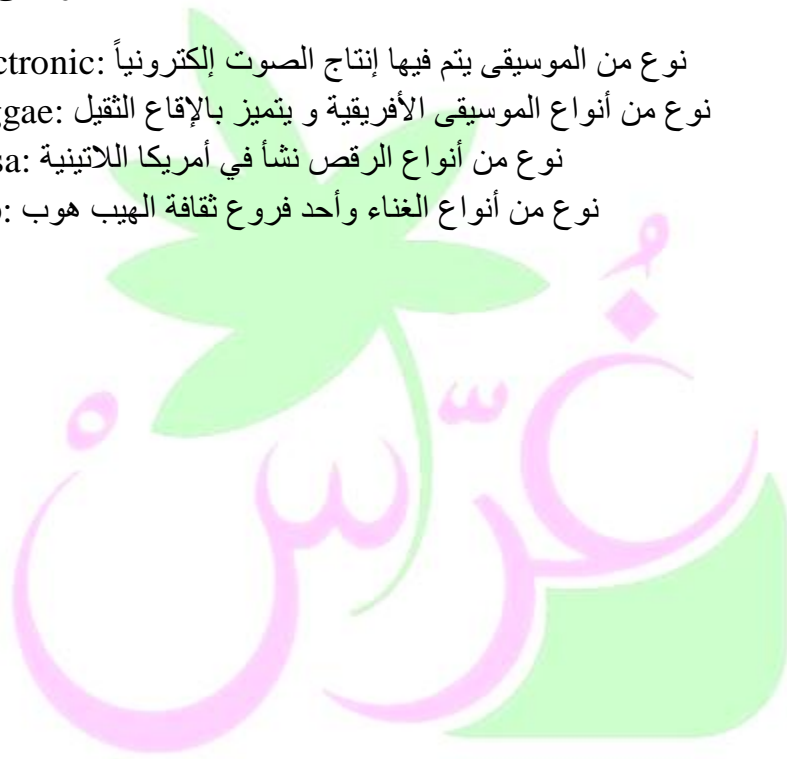 ctronic: نوع من الموسيقى يتم فيها إنتاج الصوت إلكترونياً
ggae: نوع من أنواع الموسيقى الأفريقية و يتميز بالإقاع الثقيل
sa: نوع من أنواع الرقص نشأ في أمريكا اللاتينية
نوع من أنواع الغناء وأحد فروع ثقافة الهيب هوب :
غُرّسْ